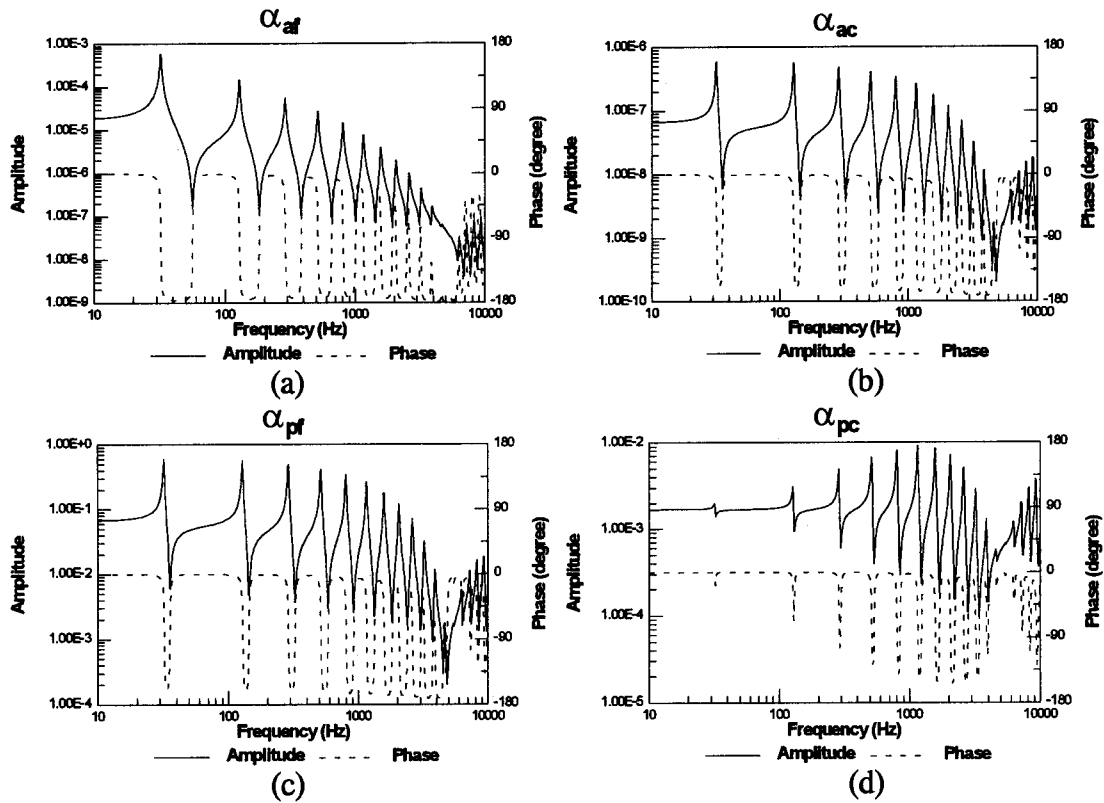 α_af
1.00E-3
1.00E-4
1.00E-5
1.00E-6
1.00E-7
1.00E-8
1.00E-9
Amplitude
180
90
0
-90
-180
Phase (degree)
10 100 1000 10000
Frequency (Hz)
Amplitude Phase
(a)
α_ac
1.00E-6
1.00E-7
1.00E-8
1.00E-9
1.00E-10
Amplitude
180
90
0
-90
-180
Phase (degree)
10 100 1000 10000
Frequency (Hz)
Amplitude Phase
(b)
α_pf
1.00E+0
1.00E-1
1.00E-2
1.00E-3
1.00E-4
Amplitude
180
90
0
-90
-180
Phase (degree)
10 100 1000 10000
Frequency (Hz)
Amplitude Phase
(c)
α_pc
1.00E-2
1.00E-3
1.00E-4
1.00E-5
Amplitude
180
90
0
-90
-180
Phase (degree)
10 100 1000 10000
Frequency (Hz)
Amplitude Phase
(d)